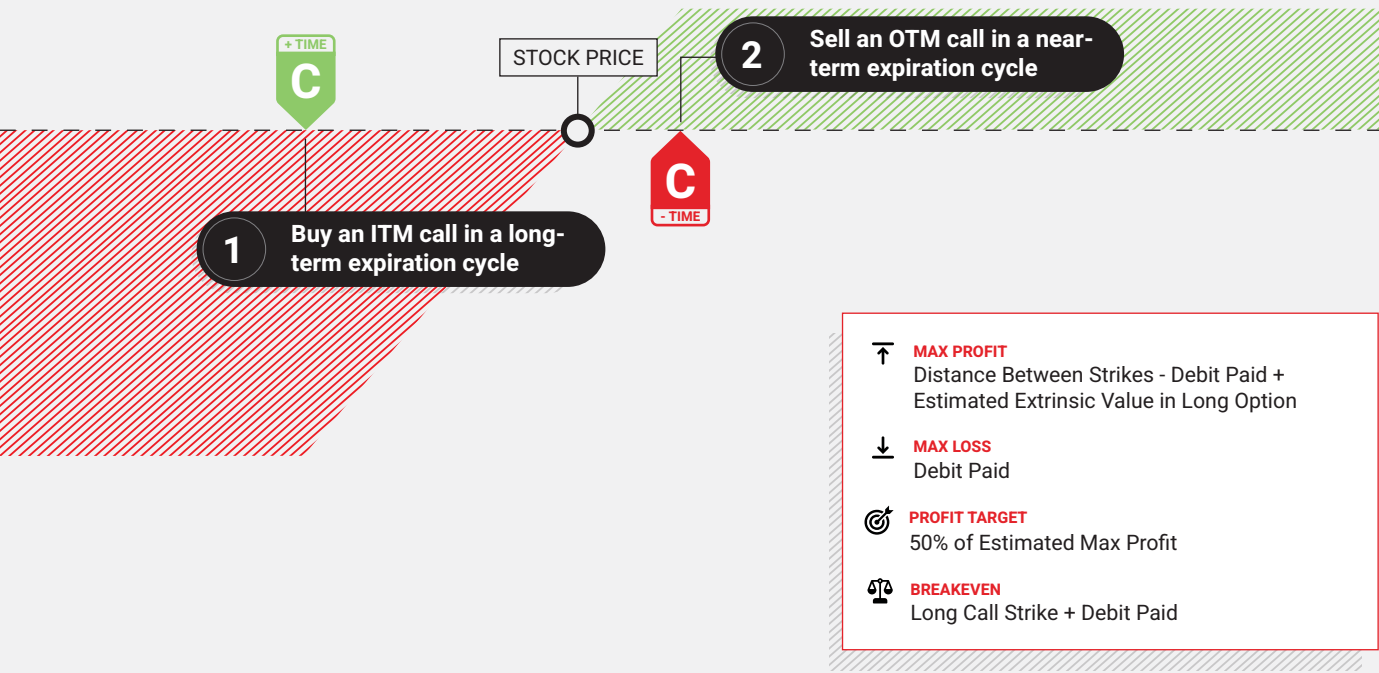 + TIME
C
STOCK PRICE
2
Sell an OTM call in a near-
term expiration cycle
C
- TIME
1
Buy an ITM call in a long-
term expiration cycle
MAX PROFIT
Distance Between Strikes - Debit Paid +
Estimated Extrinsic Value in Long Option
MAX LOSS
Debit Paid
PROFIT TARGET
50% of Estimated Max Profit
BREAKEVEN
Long Call Strike + Debit Paid